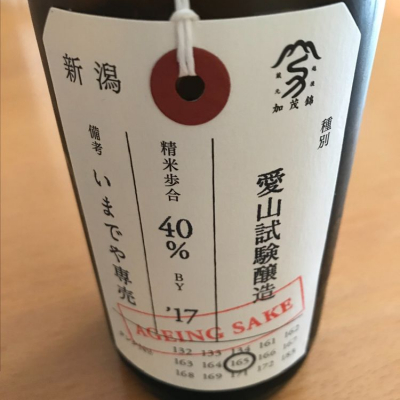 新潟
加茂錦
種別
愛山試験醸造
精米歩合
40%
BY
'17
備考
いまでや専売
AGEING SAKE
132 133 134 161 162
163 164 165 166 167
168 169 171 172 183